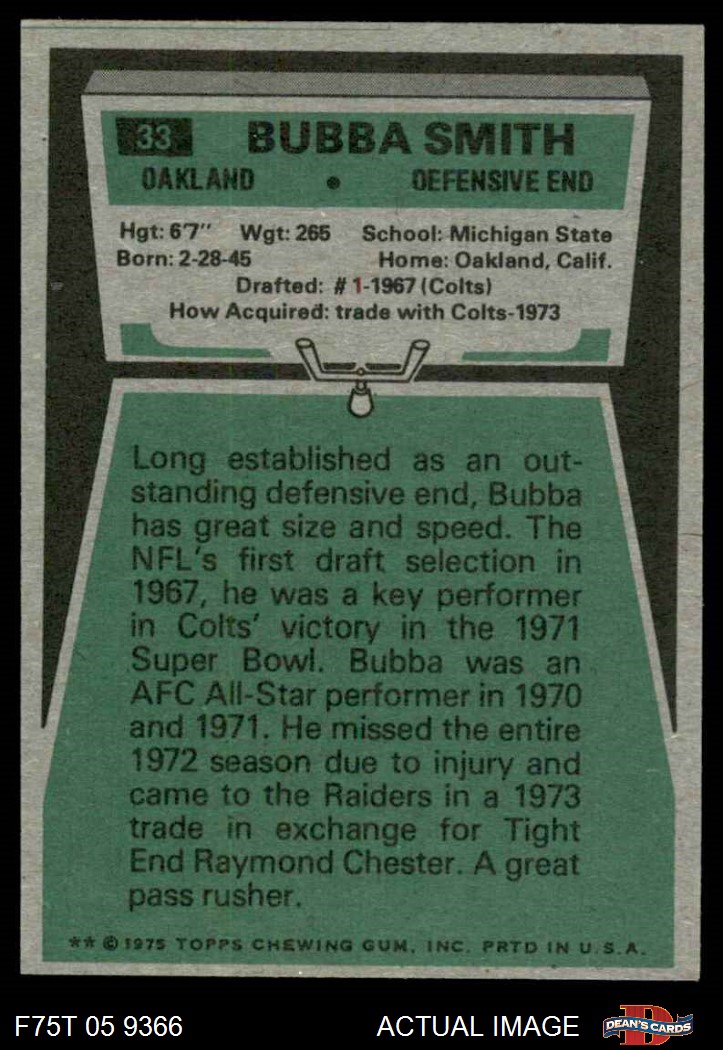 33 BUBBA SMITH
OAKLAND • DEFENSIVE END
Hgt: 6'7" Wgt: 265 School: Michigan State
Born: 2-28-45 Home: Oakland, Calif.
Drafted: #1-1967 (Colts)
How Acquired: trade with Colts-1973
Long established as an out-
standing defensive end, Bubba
has great size and speed. The
NFL's first draft selection in
1967, he was a key performer
in Colts' victory in the 1971
Super Bowl. Bubba was an
AFC All-Star performer in 1970
and 1971. He missed the entire
1972 season due to injury and
came to the Raiders in a 1973
trade in exchange for Tight
End Raymond Chester. A great
pass rusher.
** © 1975 TOPPS CHEWING GUM, INC. PRTD IN U.S.A.
F75T 05 9366 ACTUAL IMAGE D DEAN'S CARDS